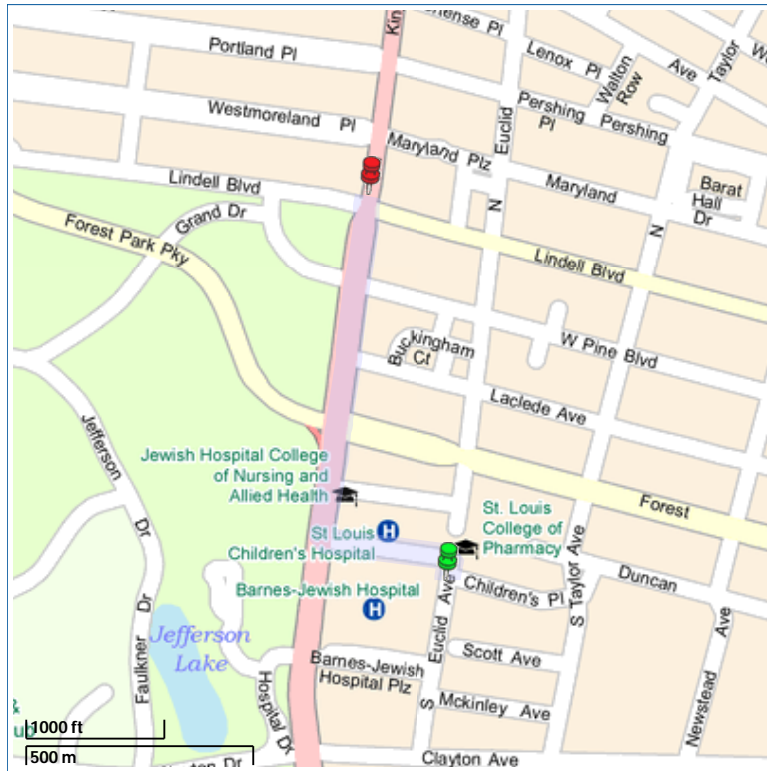 Portland Pl
Lenox Pl
Walton
Row
Ave
Taylor
Westmoreland Pl
Pershing
Pl
Pershing
Euclid
Maryland Plz
Maryland
Barat
Hall
Dr
Lindell Blvd
Grand Dr
N
N
Forest Park Pky
Lindell Blvd
Buckingham
Ct
W Pine Blvd
Laclede Ave
Jefferson
Dr
Jewish Hospital College
of Nursing and
Allied Health
Forest
St. Louis
College of
Pharmacy
St Louis
Children's Hospital
H
Duncan
Children's Pl
S Taylor Ave
Barnes-Jewish Hospital
H
Jefferson
Lake
Faulkner Dr
Euclid Ave
S
Scott Ave
Barnes-Jewish
Hospital Plz
Hospital Dr
Mckinley Ave
Newstead Ave
Clayton Ave
&
1000 ft
500 m
Dr